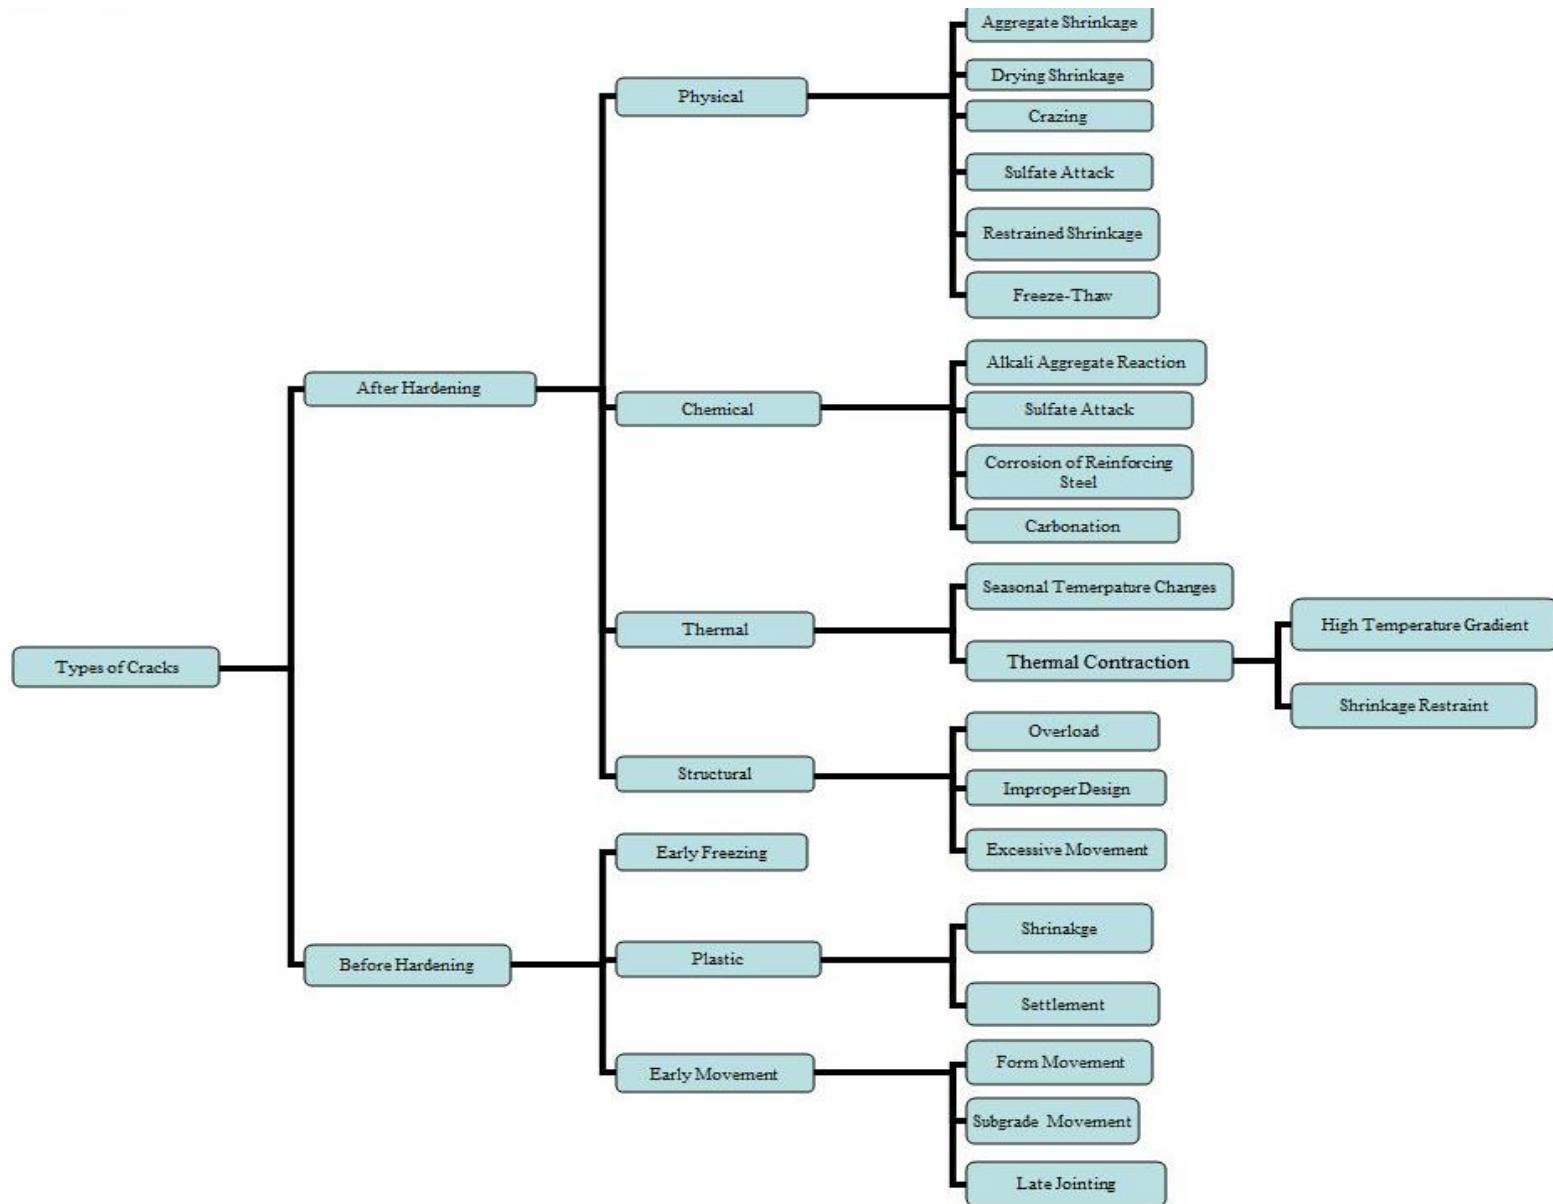 Types of Cracks
After Hardening
Physical
Aggregate Shrinkage
Drying Shrinkage
Crazing
Sulfate Attack
Restrained Shrinkage
Freeze-Thaw
Chemical
Alkali Aggregate Reaction
Sulfate Attack
Corrosion of Reinforcing
Steel
Carbonation
Thermal
Seasonal Temerpature Changes
Thermal Contraction
High Temperature Gradient
Shrinkage Restraint
Structural
Overload
Improper Design
Excessive Movement
Before Hardening
Early Freezing
Plastic
Shrinakge
Settlement
Early Movement
Form Movement
Subgrade Movement
Late Jointing